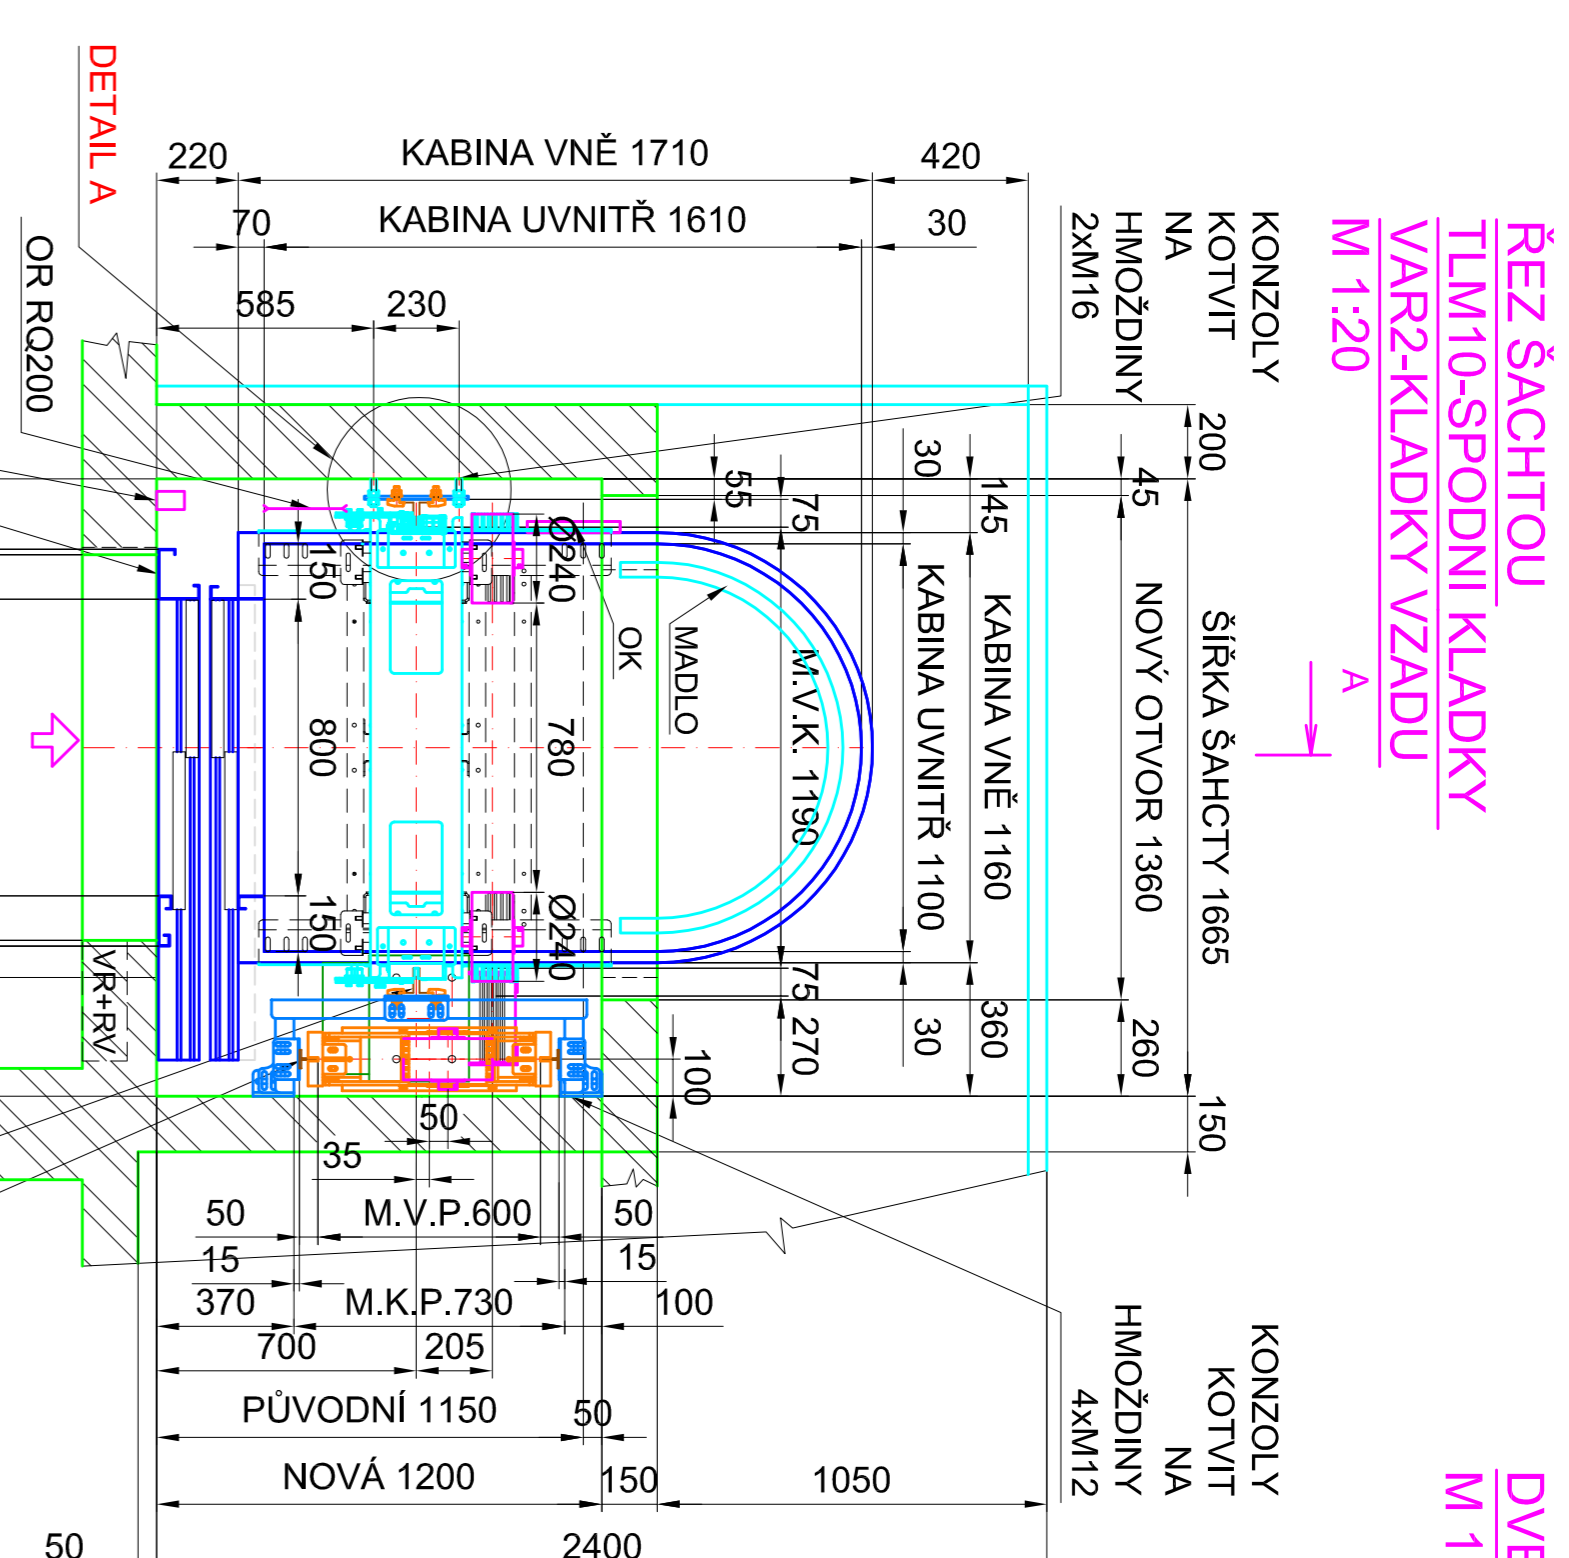 ŘEZ ŠACHTOU
TLM10-SPODNI KLADKY
VAR2-KLADKY VZADU
M 1:20
A
DVE
M 1
KONZOLY
KOTVIT
NA
HMOŽDINY
2xM16
KONZOLY
KOTVIT
NA
HMOŽDINY
4xM12
DETAIL A
OR RQ200
220
KABINA VNĚ 1710
420
70
KABINA UVNITŘ 1610
30
585
230
200
ŠÍŘKA ŠAHCTY 1665
150
45
NOVÝ OTVOR 1360
260
145
KABINA VNĚ 1160
360
30
KABINA UVNITŘ 1100
30
55
75
M.V.K. 1190
75
270
MADLO
OK
100
Ø240
780
Ø240
150
800
150
VR+RV
50
35
50
M.V.P.600
50
15
15
370
M.K.P.730
100
700
205
PŮVODNÍ 1150
50
NOVÁ 1200
150
1050
50
2400